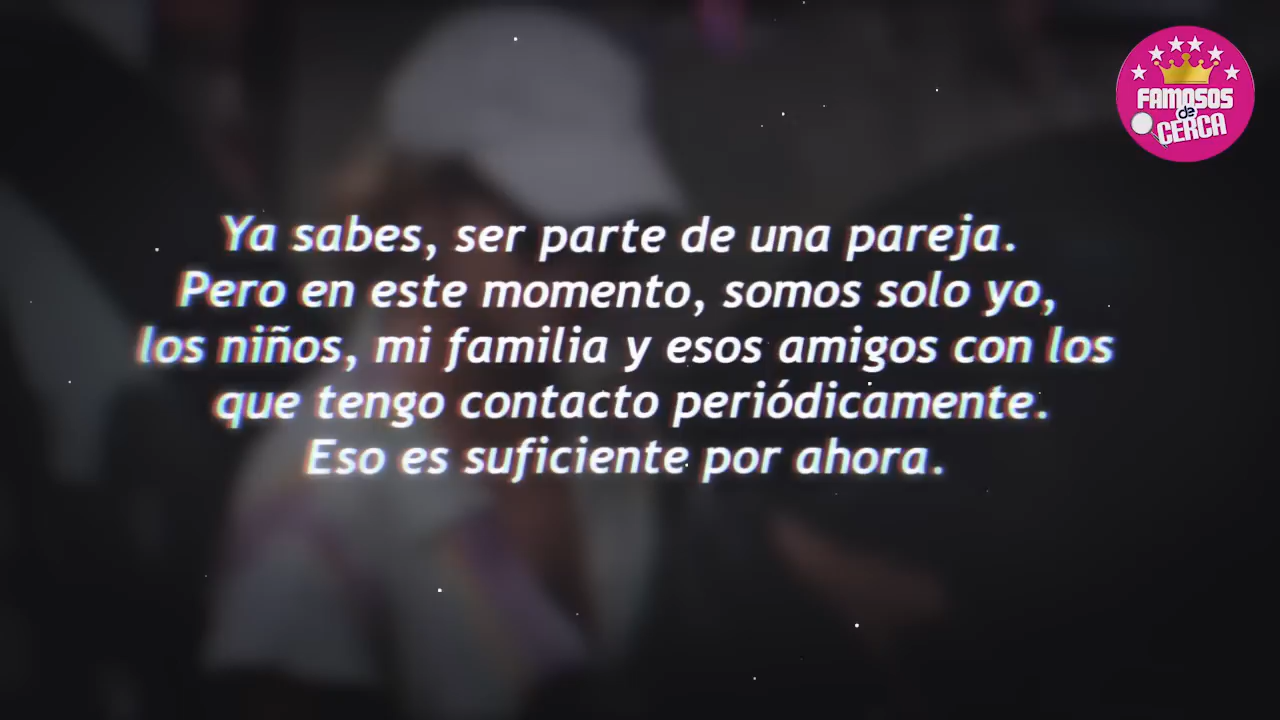 FAMOSOS
de
CERCA
Ya sabes, ser parte de una pareja.
Pero en este momento, somos solo yo,
los niños, mi familia y esos amigos con los
que tengo contacto periódicamente.
Eso es suficiente por ahora.